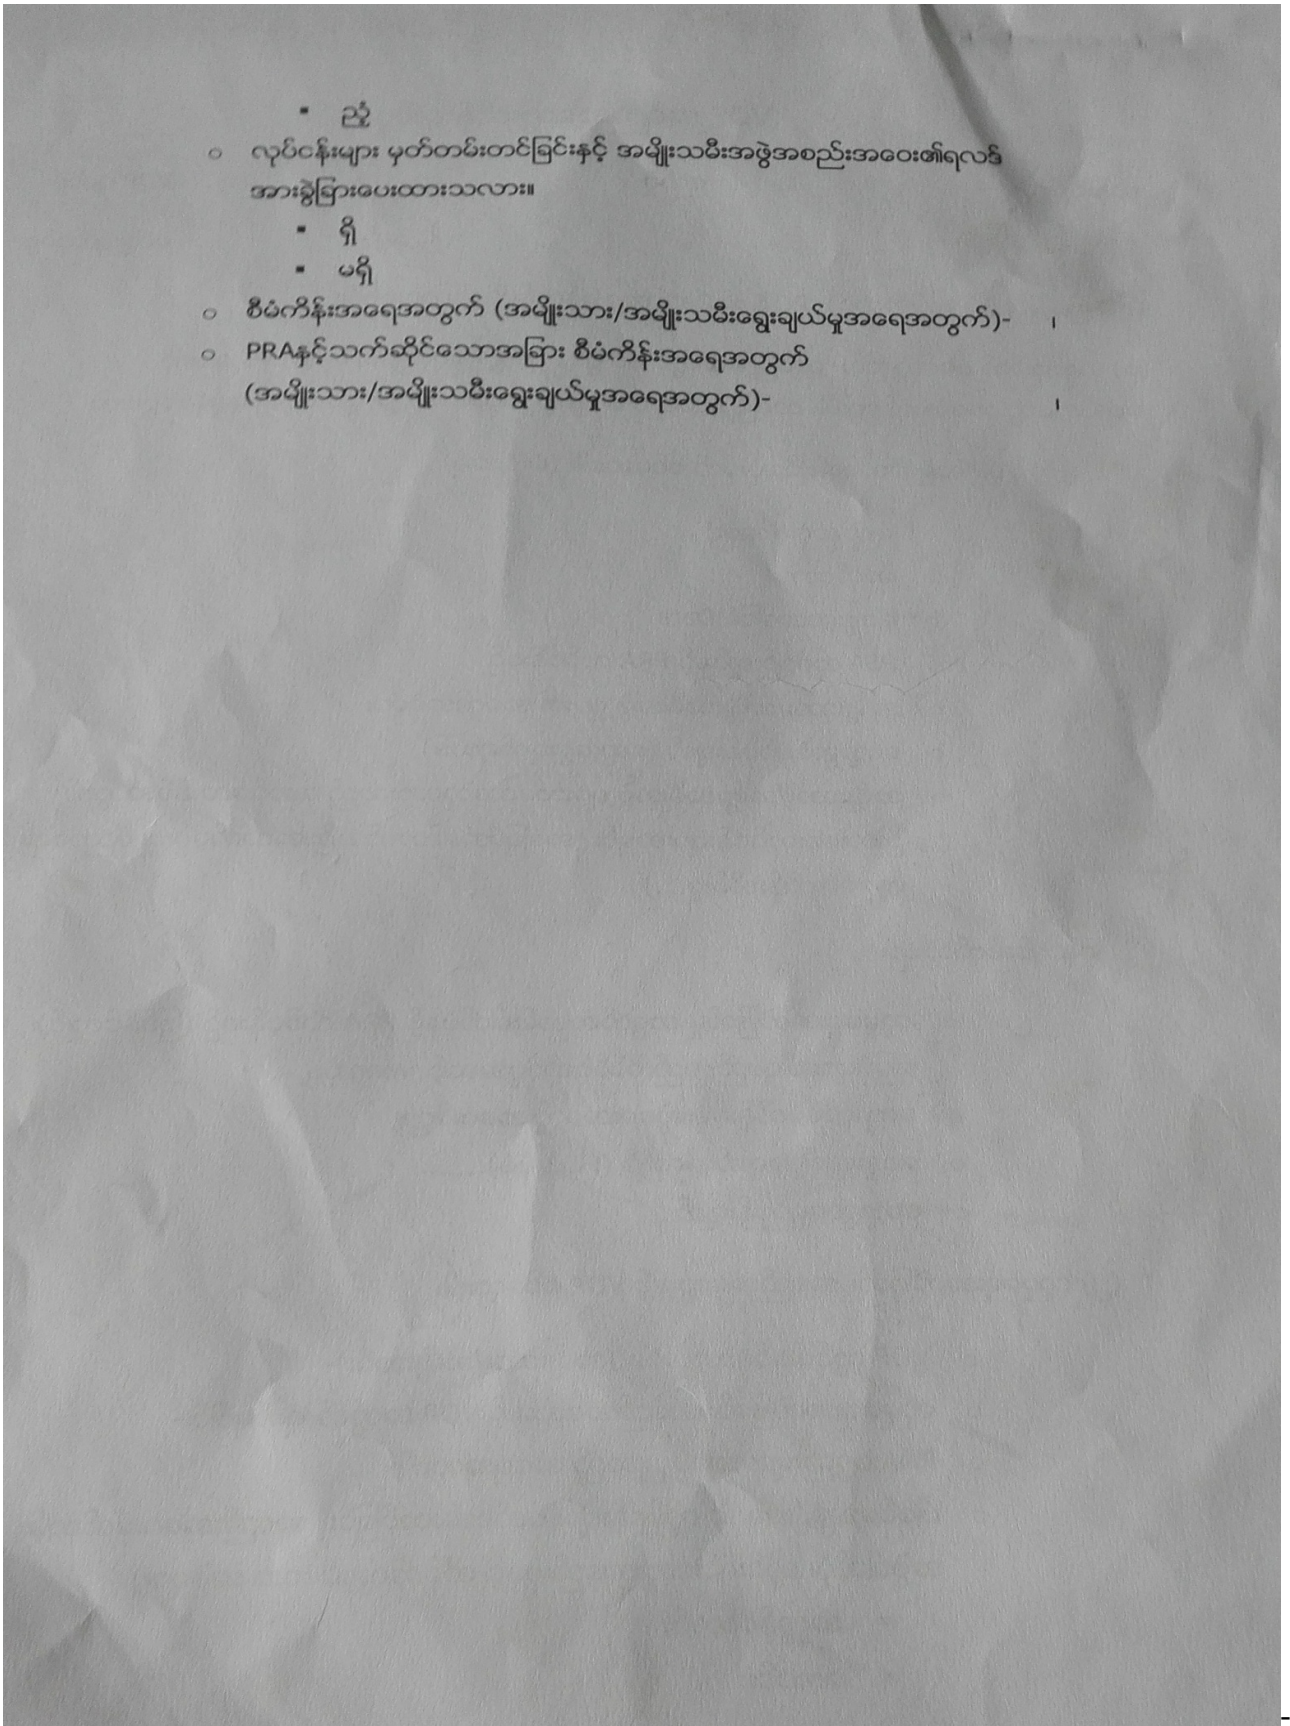 ▪ ညံ့
○ လုပ်ငန်းများ မှတ်တမ်းတင်ခြင်းနှင့် အမျိုးသမီးအဖွဲ့အစည်းအဝေး၏ရလဒ်
အားခွဲခြားပေးထားသလား။
▪ ရှိ
▪ မရှိ
○ စီမံကိန်းအရေအတွက် (အမျိုးသား/အမျိုးသမီးရွေးချယ်မှုအရေအတွက်)- ၊
○ PRAနှင့်သက်ဆိုင်သောအခြား စီမံကိန်းအရေအတွက်
(အမျိုးသား/အမျိုးသမီးရွေးချယ်မှုအရေအတွက်)- ၊